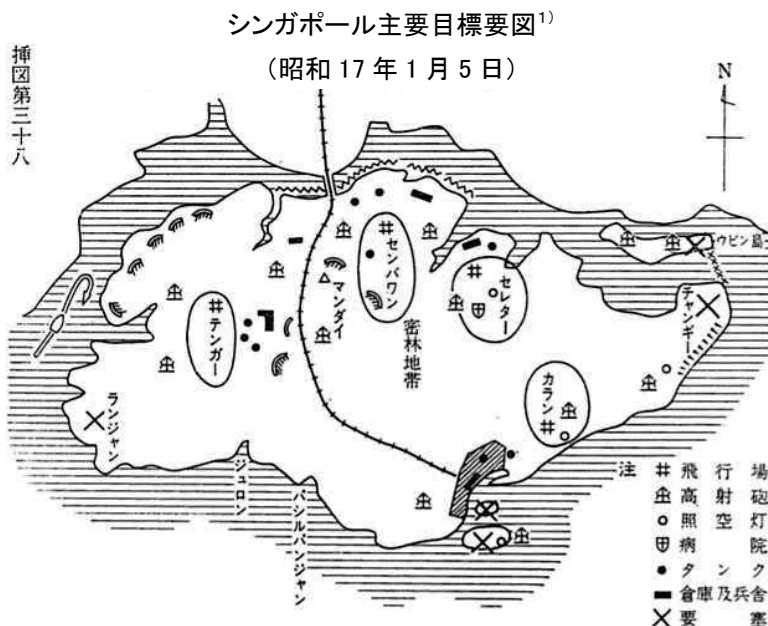 シンガポール主要目標要図1)
(昭和 17 年 1 月 5 日)
挿図第三十八
N
ウビン島
チャンギー
センバワン
セレター
マンダイ
テンガー
密林地帯
カラン
ランジャン
ジュロン
パシルパンジャン
注
飛行場
高射砲
照空灯
病院
タンク
倉庫及兵舎
要塞